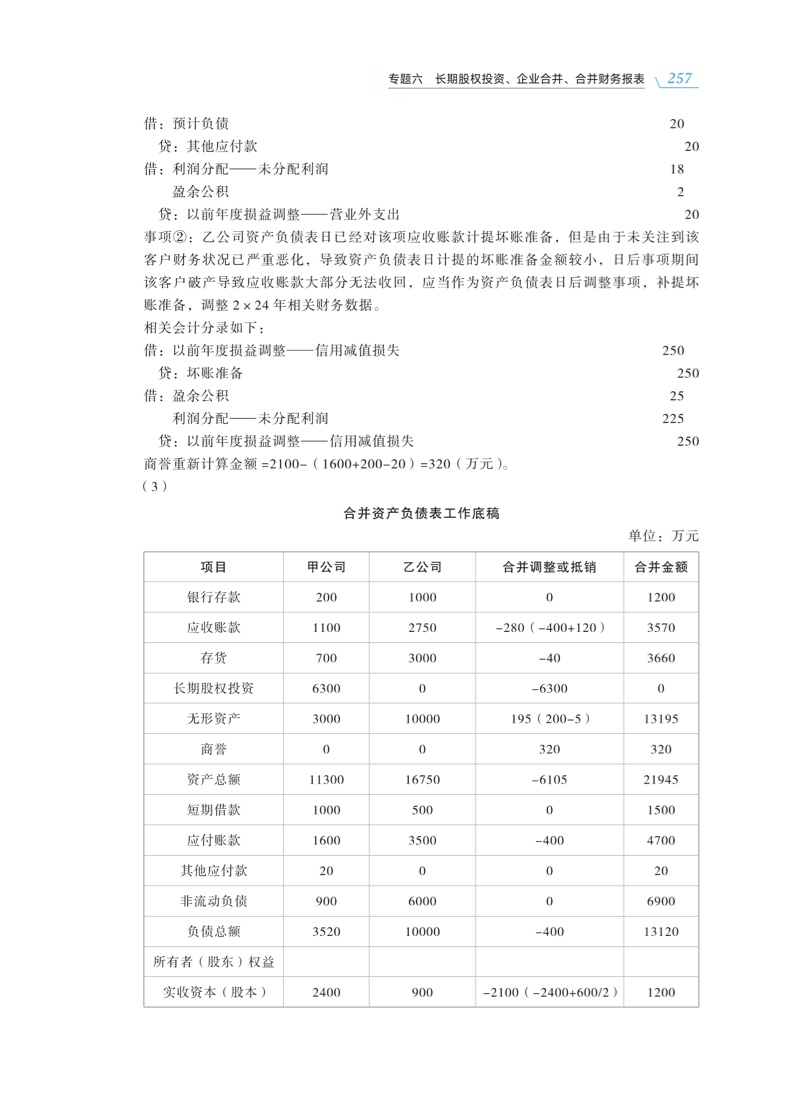 专题六 长期股权投资、企业合并、合并财务报表 257
借：预计负债 20
贷：其他应付款 20
借：利润分配——未分配利润 18
盈余公积 2
贷：以前年度损益调整——营业外支出 20
事项②：乙公司资产负债表日已经对该项应收账款计提坏账准备，但是由于未关注到该
客户财务状况已严重恶化，导致资产负债表日计提的坏账准备金额较小，日后事项期间
该客户破产导致应收账款大部分无法收回，应当作为资产负债表日后调整事项，补提坏
账准备，调整 2×24 年相关财务数据。
相关会计分录如下：
借：以前年度损益调整——信用减值损失 250
贷：坏账准备 250
借：盈余公积 25
利润分配——未分配利润 225
贷：以前年度损益调整——信用减值损失 250
商誉重新计算金额 =2100-（1600+200-20）=320（万元）。
（3）
合并资产负债表工作底稿
单位：万元
项目 甲公司 乙公司 合并调整或抵销 合并金额
银行存款 200 1000 0 1200
应收账款 1100 2750 -280（-400+120） 3570
存货 700 3000 -40 3660
长期股权投资 6300 0 -6300 0
无形资产 3000 10000 195（200-5） 13195
商誉 0 0 320 320
资产总额 11300 16750 -6105 21945
短期借款 1000 500 0 1500
应付账款 1600 3500 -400 4700
其他应付款 20 0 0 20
非流动负债 900 6000 0 6900
负债总额 3520 10000 -400 13120
所有者（股东）权益
实收资本（股本） 2400 900 -2100（-2400+600/2） 1200